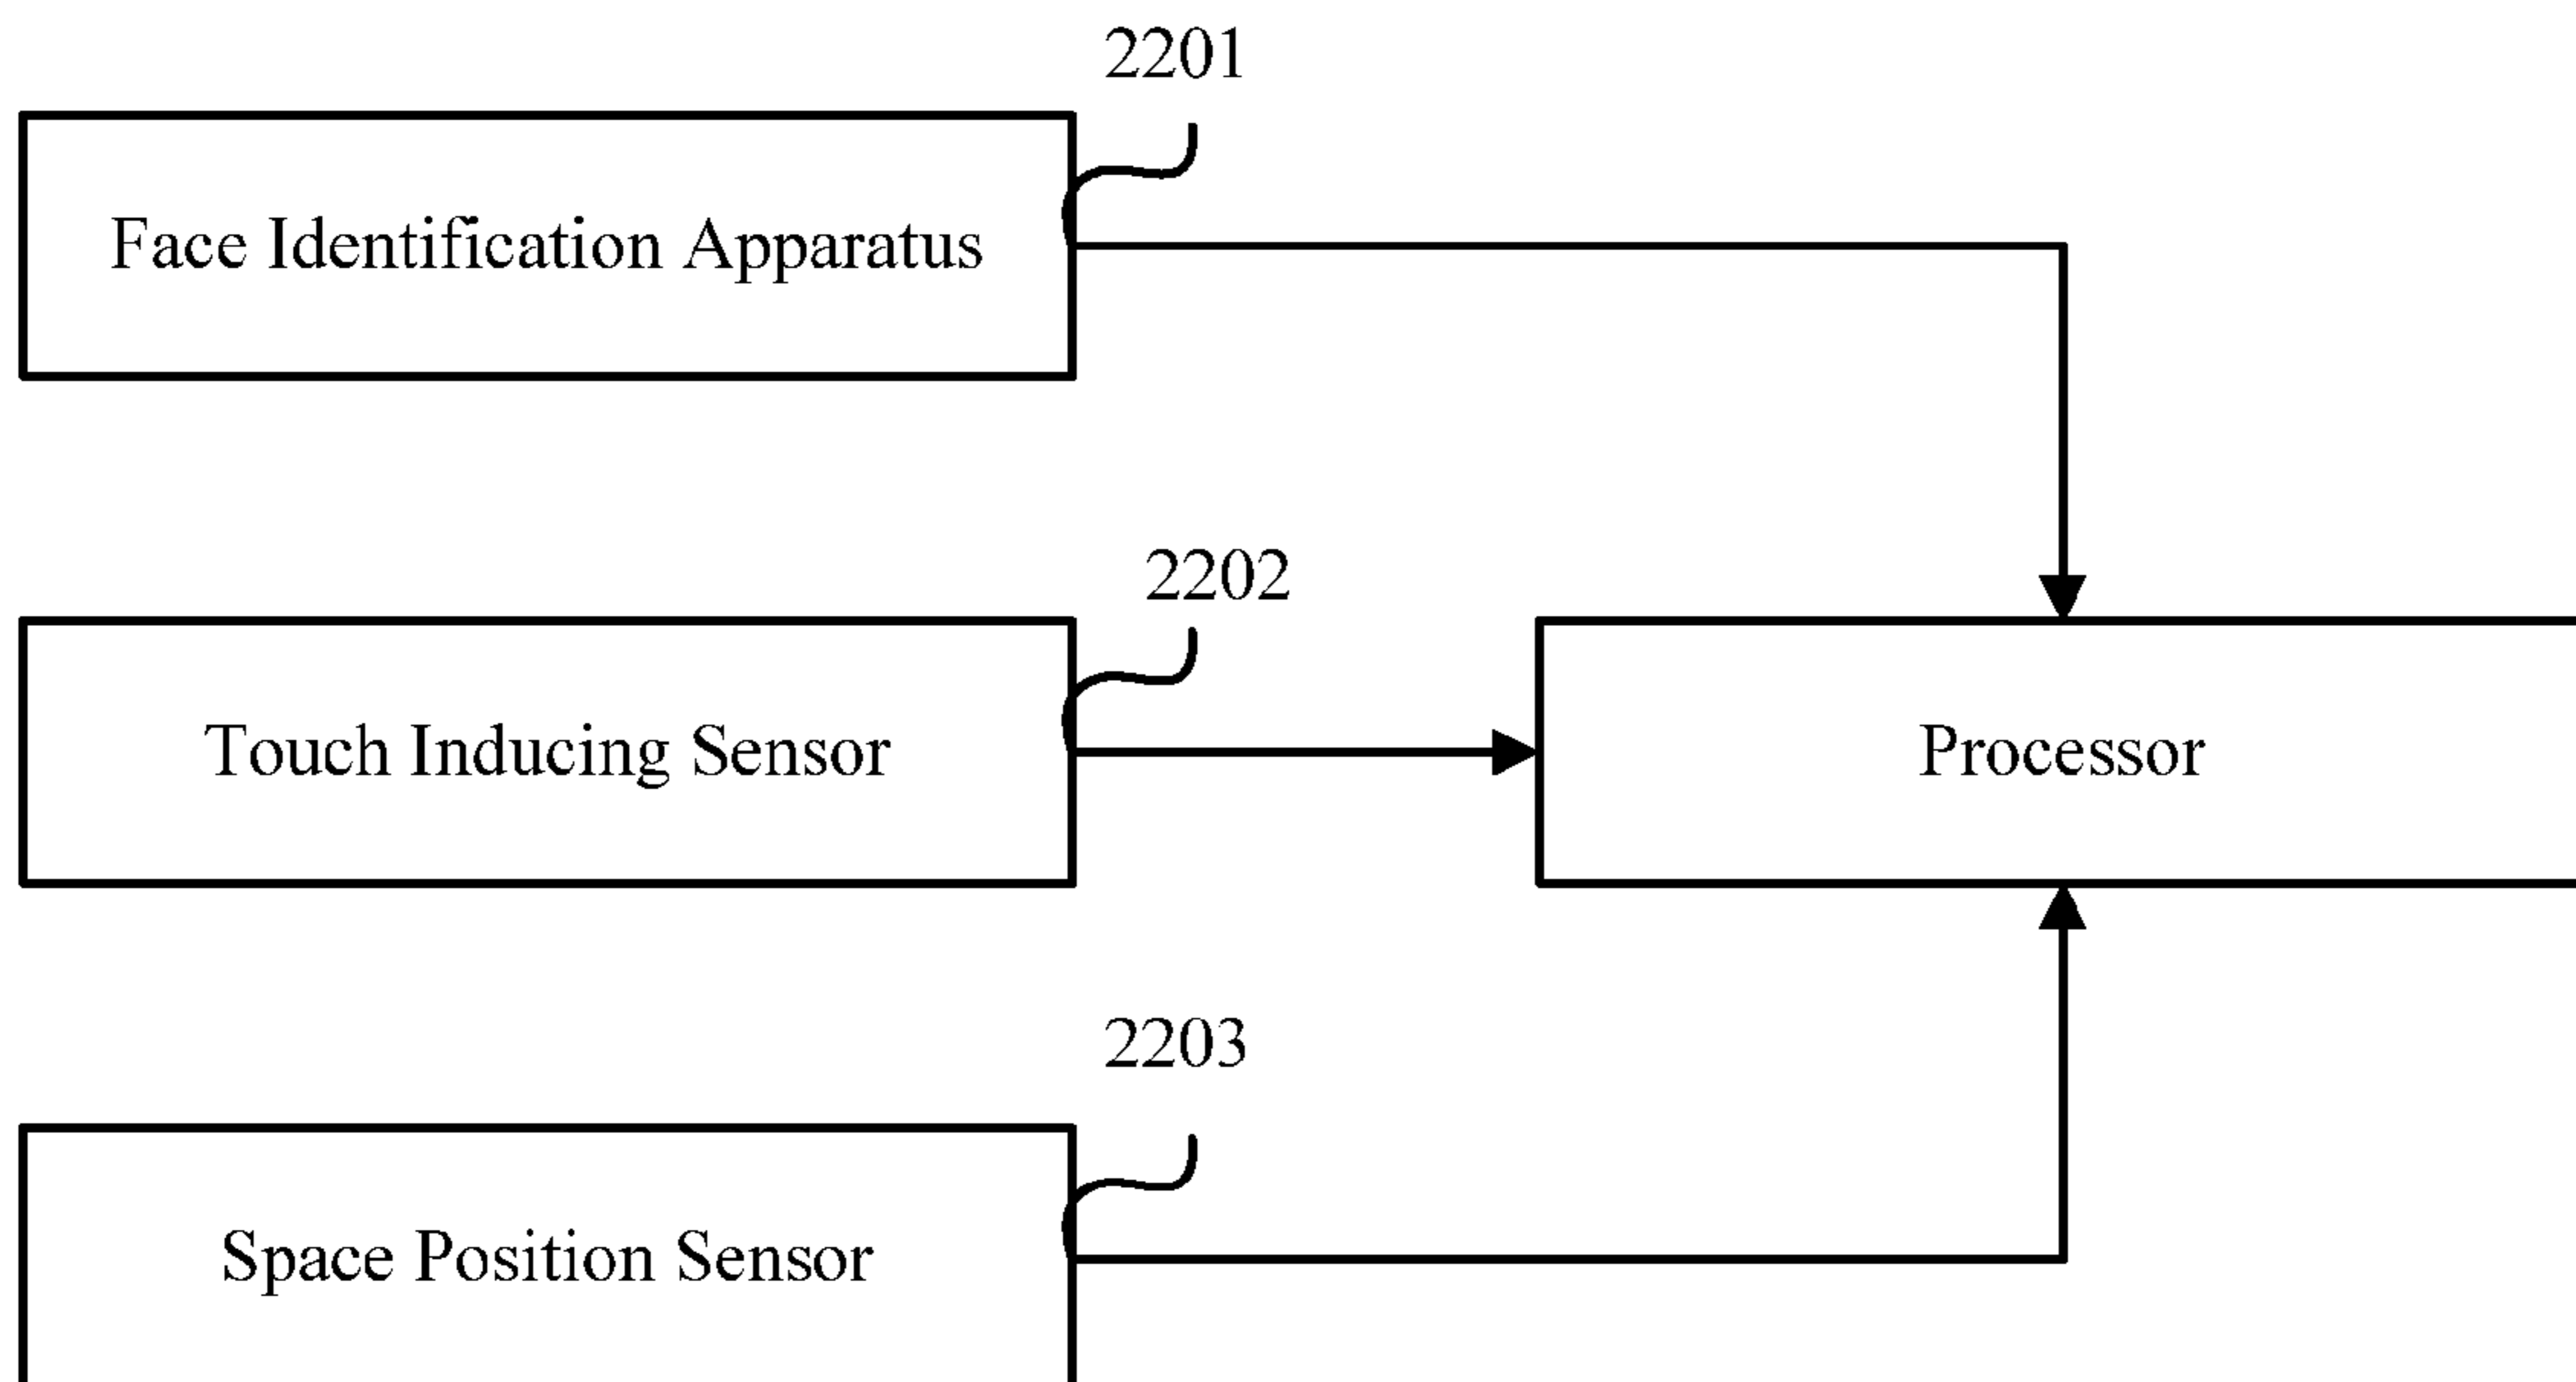 2201
Face Identification Apparatus
2202
Touch Inducing Sensor
Processor
2203
Space Position Sensor